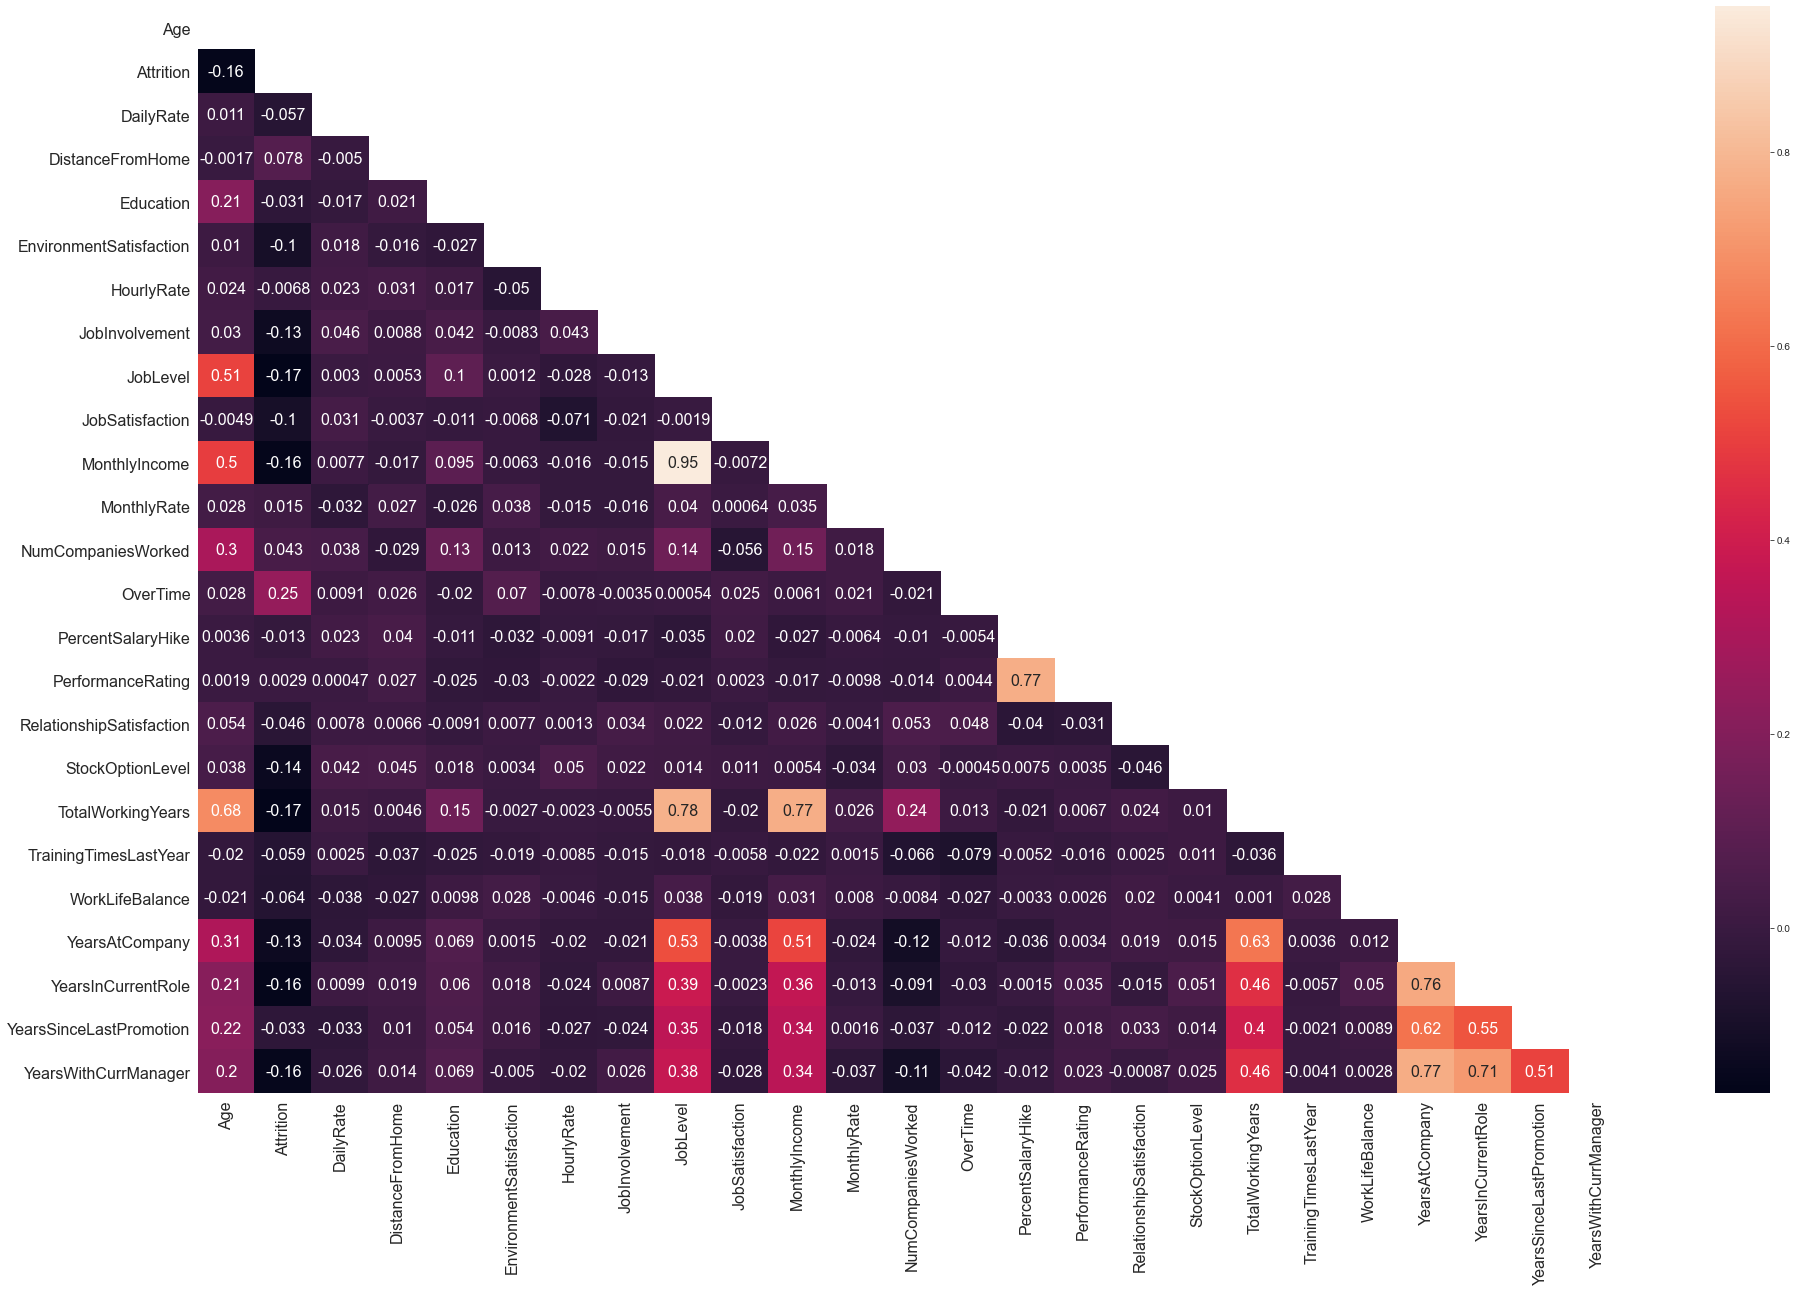 Age
Attrition -0.16
DailyRate 0.011 -0.057
DistanceFromHome -0.0017 0.078 -0.005
0.8
Education 0.21 -0.031 -0.017 0.021
EnvironmentSatisfaction 0.01 -0.1 0.018 -0.016 -0.027
HourlyRate 0.024 -0.0068 0.023 0.031 0.017 -0.05
JobInvolvement 0.03 -0.13 0.046 0.0088 0.042 -0.0083 0.043
0.6
JobLevel 0.51 -0.17 0.003 0.0053 0.1 0.0012 -0.028 -0.013
JobSatisfaction -0.0049 -0.1 0.031 -0.0037 -0.011 -0.0068 -0.071 -0.021 -0.0019
MonthlyIncome 0.5 -0.16 0.0077 -0.017 0.095 -0.0063 -0.016 -0.015 0.95 -0.0072
MonthlyRate 0.028 0.015 -0.032 0.027 -0.026 0.038 -0.015 -0.016 0.04 0.00064 0.035
0.4
NumCompaniesWorked 0.3 0.043 0.038 -0.029 0.13 0.013 0.022 0.015 0.14 -0.056 0.15 0.018
OverTime 0.028 0.25 0.0091 0.026 -0.02 0.07 -0.0078 -0.0035 0.00054 0.025 0.0061 0.021 -0.021
PercentSalaryHike 0.0036 -0.013 0.023 0.04 -0.011 -0.032 -0.0091 -0.017 -0.035 0.02 -0.027 -0.0064 -0.01 -0.0054
PerformanceRating 0.0019 0.0029 0.00047 0.027 -0.025 -0.03 -0.0022 -0.029 -0.021 0.0023 -0.017 -0.0098 -0.014 0.0044 0.77
RelationshipSatisfaction 0.054 -0.046 0.0078 0.0066 -0.0091 0.0077 0.0013 0.034 0.022 -0.012 0.026 -0.0041 0.053 0.048 -0.04 -0.031
0.2
StockOptionLevel 0.038 -0.14 0.042 0.045 0.018 0.0034 0.05 0.022 0.014 0.011 0.0054 -0.034 0.03 -0.00045 0.0075 0.0035 -0.046
TotalWorkingYears 0.68 -0.17 0.015 0.0046 0.15 -0.0027 -0.0023 -0.0055 0.78 -0.02 0.77 0.026 0.24 0.013 -0.021 0.0067 0.024 0.01
TrainingTimesLastYear -0.02 -0.059 0.0025 -0.037 -0.025 -0.019 -0.0085 -0.015 -0.018 -0.0058 -0.022 0.0015 -0.066 -0.079 -0.0052 -0.016 0.0025 0.011 -0.036
WorkLifeBalance -0.021 -0.064 -0.038 -0.027 0.0098 0.028 -0.0046 -0.015 0.038 -0.019 0.031 0.008 -0.0084 -0.027 -0.0033 0.0026 0.02 0.0041 0.001 0.028
0.0
YearsAtCompany 0.31 -0.13 -0.034 0.0095 0.069 0.0015 -0.02 -0.021 0.53 -0.0038 0.51 -0.024 -0.12 -0.012 -0.036 0.0034 0.019 0.015 0.63 0.0036 0.012
YearsInCurrentRole 0.21 -0.16 0.0099 0.019 0.06 0.018 -0.024 0.0087 0.39 -0.0023 0.36 -0.013 -0.091 -0.03 -0.0015 0.035 -0.015 0.051 0.46 -0.0057 0.05 0.76
YearsSinceLastPromotion 0.22 -0.033 -0.033 0.01 0.054 0.016 -0.027 -0.024 0.35 -0.018 0.34 0.0016 -0.037 -0.012 -0.022 0.018 0.033 0.014 0.4 -0.0021 0.0089 0.62 0.55
YearsWithCurrManager 0.2 -0.16 -0.026 0.014 0.069 -0.005 -0.02 0.026 0.38 -0.028 0.34 -0.037 -0.11 -0.042 -0.012 0.023 -0.00087 0.025 0.46 -0.0041 0.0028 0.77 0.71 0.51
Age
Attrition
DailyRate
DistanceFromHome
Education
EnvironmentSatisfaction
HourlyRate
JobInvolvement
JobLevel
JobSatisfaction
MonthlyIncome
MonthlyRate
NumCompaniesWorked
OverTime
PercentSalaryHike
PerformanceRating
RelationshipSatisfaction
StockOptionLevel
TotalWorkingYears
TrainingTimesLastYear
WorkLifeBalance
YearsAtCompany
YearsInCurrentRole
YearsSinceLastPromotion
YearsWithCurrManager